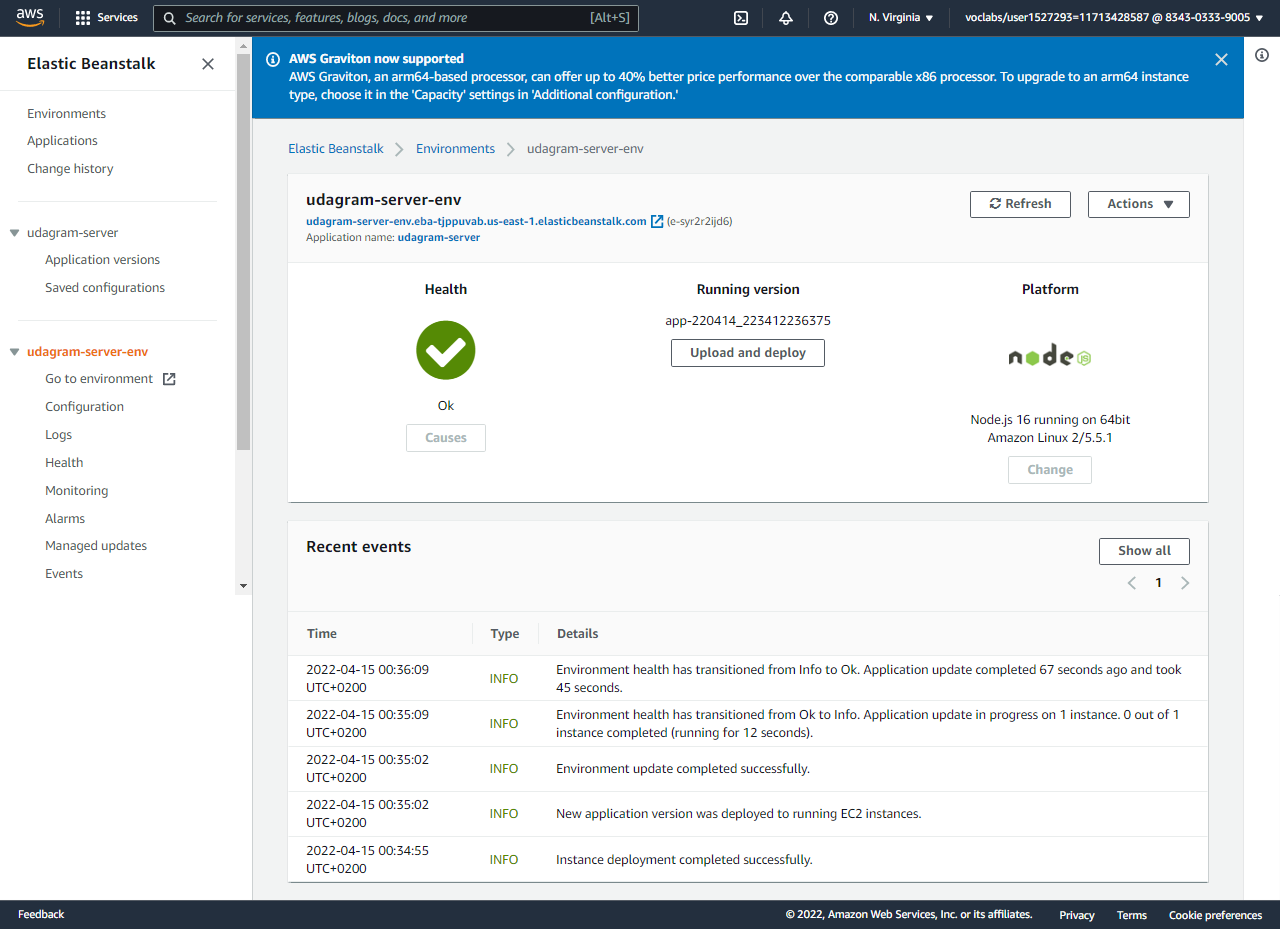 aws
Services
Search for services, features, blogs, docs, and more
[Alt+S]
N. Virginia
voclabs/user1527293=11713428587 @ 8343-0333-9005
Elastic Beanstalk
Environments
Applications
Change history
udagram-server
Application versions
Saved configurations
udagram-server-env
Go to environment
Configuration
Logs
Health
Monitoring
Alarms
Managed updates
Events
AWS Graviton now supported
AWS Graviton, an arm64-based processor, can offer up to 40% better price performance over the comparable x86 processor. To upgrade to an arm64 instance
type, choose it in the 'Capacity' settings in 'Additional configuration.'
Elastic Beanstalk
Environments
udagram-server-env
udagram-server-env
udagram-server-env.eba-tjppuvab.us-east-1.elasticbeanstalk.com (e-syr2r2ijd6)
Application name: udagram-server
Refresh
Actions
Health
Ok
Causes
Running version
app-220414_223412236375
Upload and deploy
Platform
node JS
Node.js 16 running on 64bit
Amazon Linux 2/5.5.1
Change
Recent events
Show all
1
Time
Type
Details
2022-04-15 00:36:09
UTC+0200
INFO
Environment health has transitioned from Info to Ok. Application update completed 67 seconds ago and took
45 seconds.
2022-04-15 00:35:09
UTC+0200
INFO
Environment health has transitioned from Ok to Info. Application update in progress on 1 instance. 0 out of 1
instance completed (running for 12 seconds).
2022-04-15 00:35:02
UTC+0200
INFO
Environment update completed successfully.
2022-04-15 00:35:02
UTC+0200
INFO
New application version was deployed to running EC2 instances.
2022-04-15 00:34:55
UTC+0200
INFO
Instance deployment completed successfully.
Feedback
© 2022, Amazon Web Services, Inc. or its affiliates.
Privacy
Terms
Cookie preferences